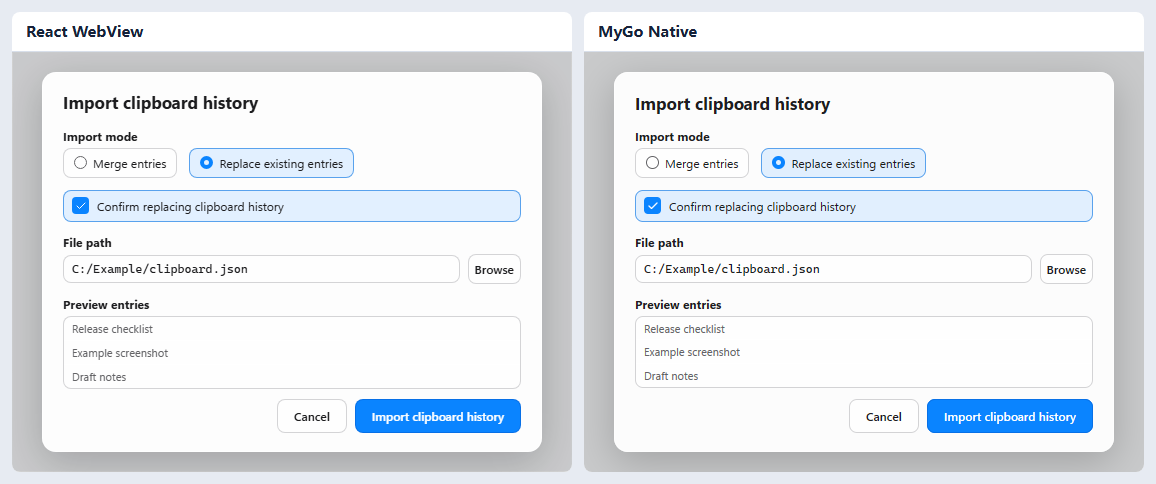 React WebView
Import clipboard history
Import mode
Merge entries
Replace existing entries
Confirm replacing clipboard history
File path
C:/Example/clipboard.json
Browse
Preview entries
Release checklist
Example screenshot
Draft notes
Cancel
Import clipboard history
MyGo Native
Import clipboard history
Import mode
Merge entries
Replace existing entries
Confirm replacing clipboard history
File path
C:/Example/clipboard.json
Browse
Preview entries
Release checklist
Example screenshot
Draft notes
Cancel
Import clipboard history